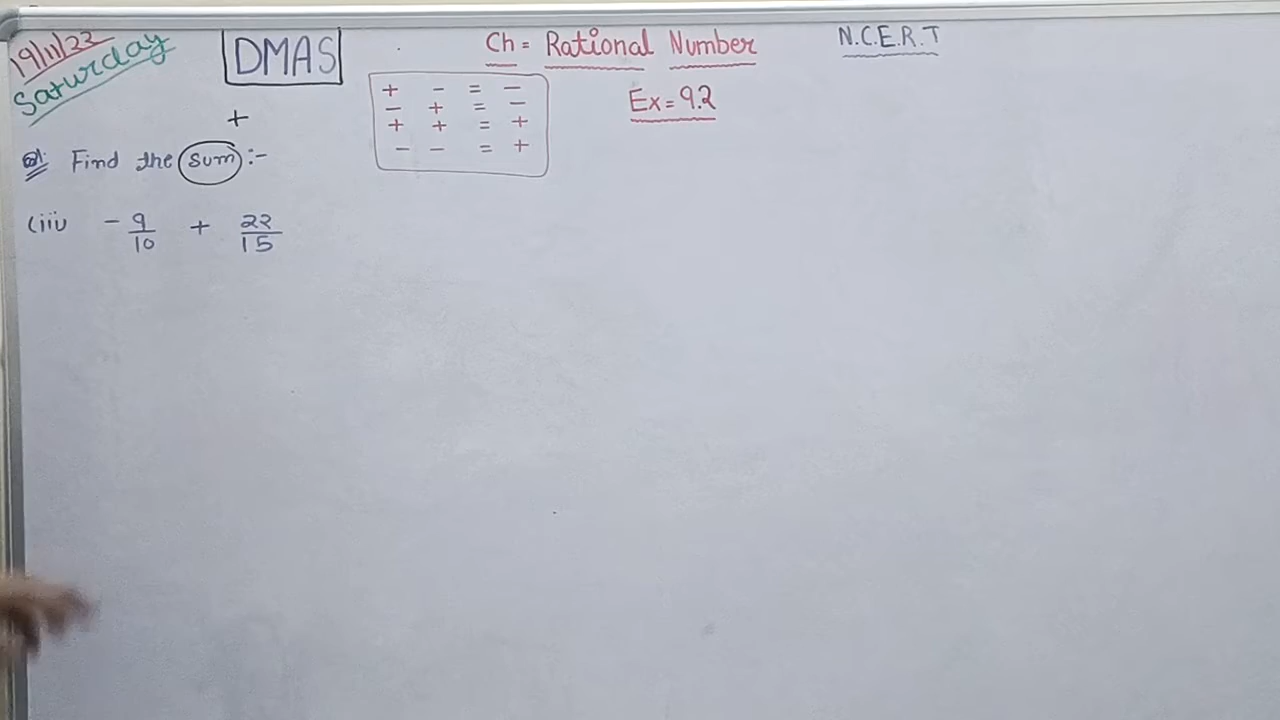 19/11/22
Saturday
DMAS
Ch = Rational Number
N.C.E.R.T
Ex = 9.2
+ - = -
- + = -
+ + = +
- - = +
+
Q1. Find the sum :-
(iii) - 9/10 + 22/15